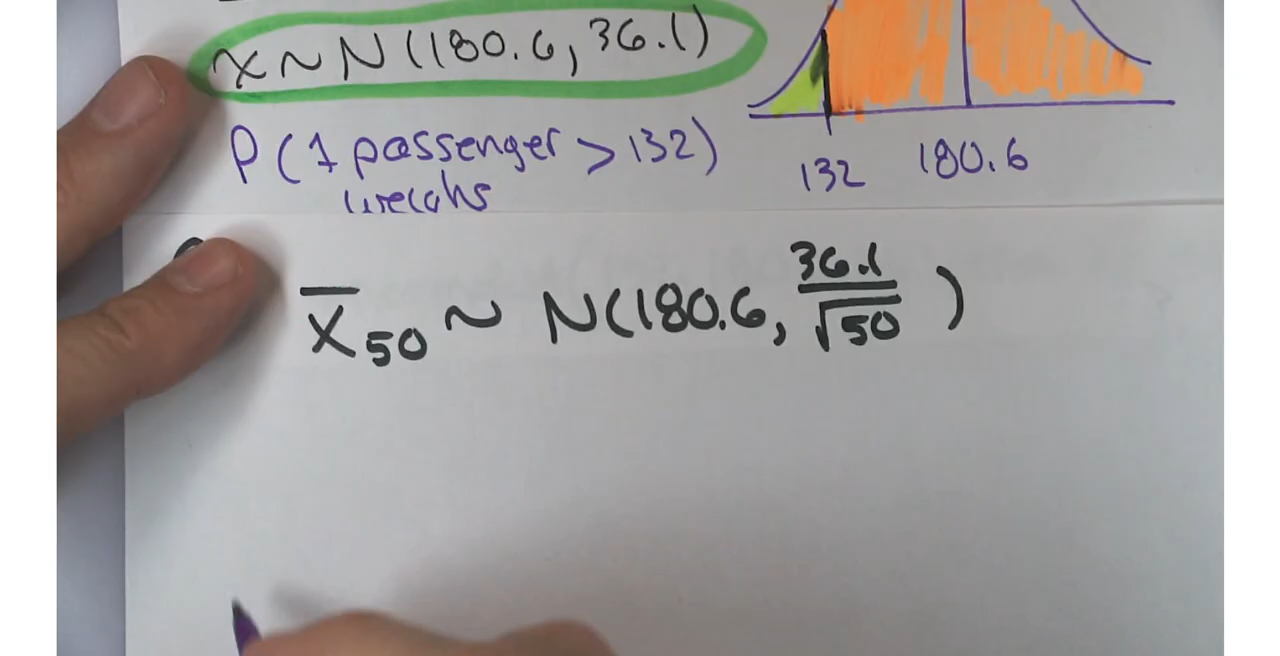 x ~ N(180.6, 36.1)
P(1 passenger > 132)
weighs
132 180.6
X̅₅₀ ~ N(180.6, 36.1/√50)